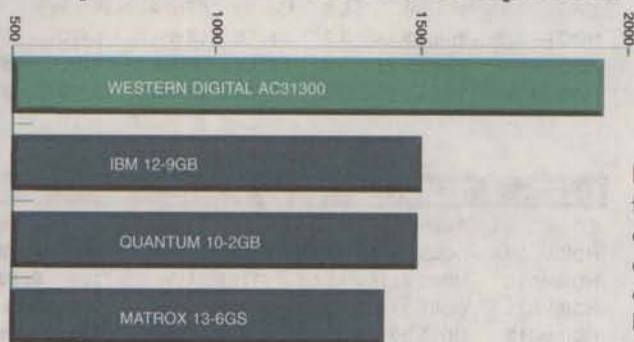 500
1000
1500
2000
WESTERN DIGITAL AC31300
IBM 12-9GB
QUANTUM 10-2GB
MATROX 13-6GS